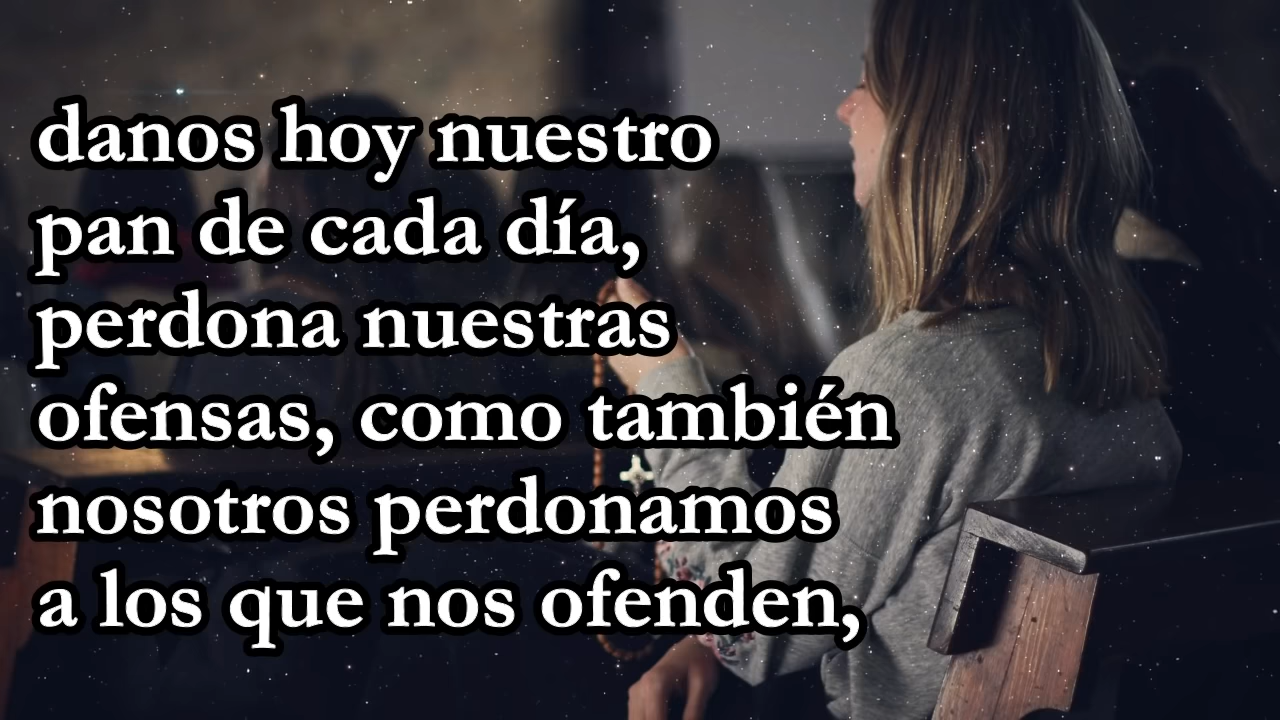 danos hoy nuestro
pan de cada día,
perdona nuestras
ofensas, como también
nosotros perdonamos
a los que nos ofenden,